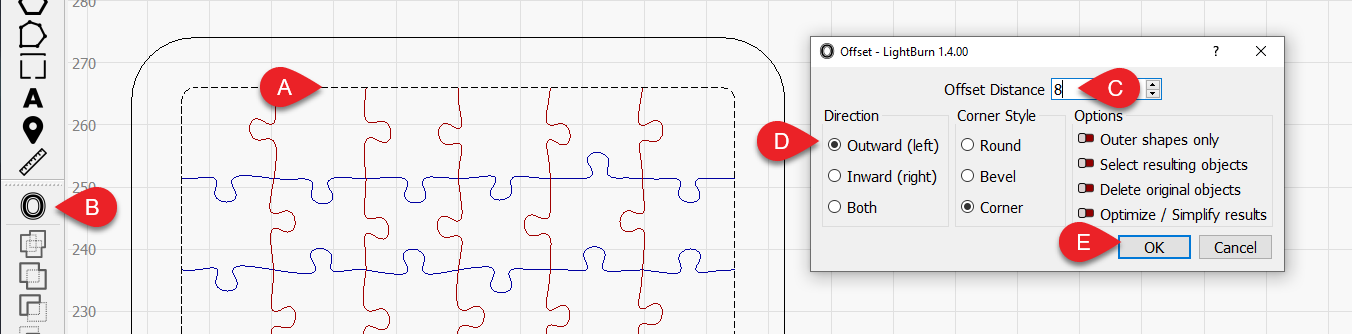 280
270
260
250
240
230
A
B
C
D
E
A
Offset - LightBurn 1.4.00
?
Offset Distance 8
Direction
Outward (left)
Inward (right)
Both
Corner Style
Round
Bevel
Corner
Options
Outer shapes only
Select resulting objects
Delete original objects
Optimize / Simplify results
OK
Cancel